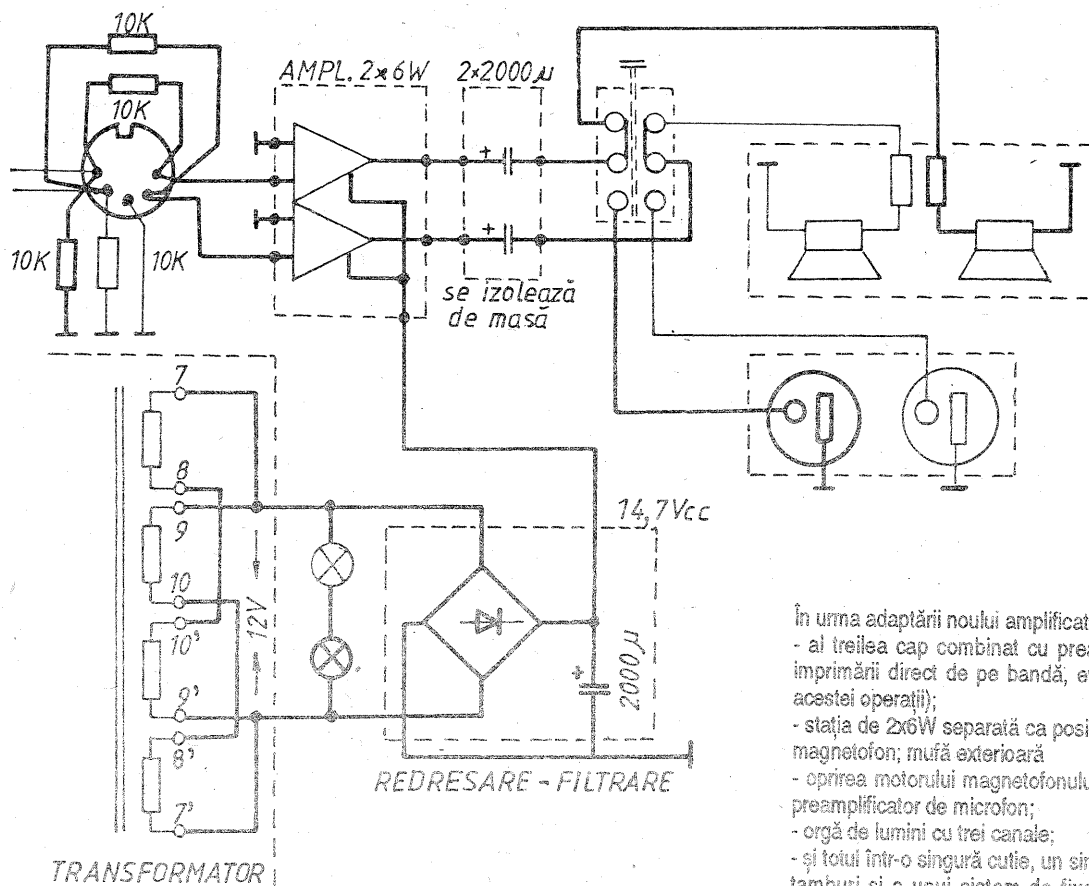 10K
AMPL. 2x6W
2x2000µ
10K
+
10K
10K
+
se izolează
de masă
7
8
14,7Vcc
9
10
12V
10'
+
2000µ
9'
8'
REDRESARE - FILTRARE
7'
TRANSFORMATOR
În urma adaptării noului amplificat
- al treilea cap combinat cu prea
imprimării direct de pe bandă, e
acestei operații);
- stația de 2x6W separată ca posi
magnetofon; mufă exterioară
- oprirea motorului magnetofonulu
preamplificator de microfon;
- orgă de lumini cu trei canale;
- și totul într-o singură cutie, un sin